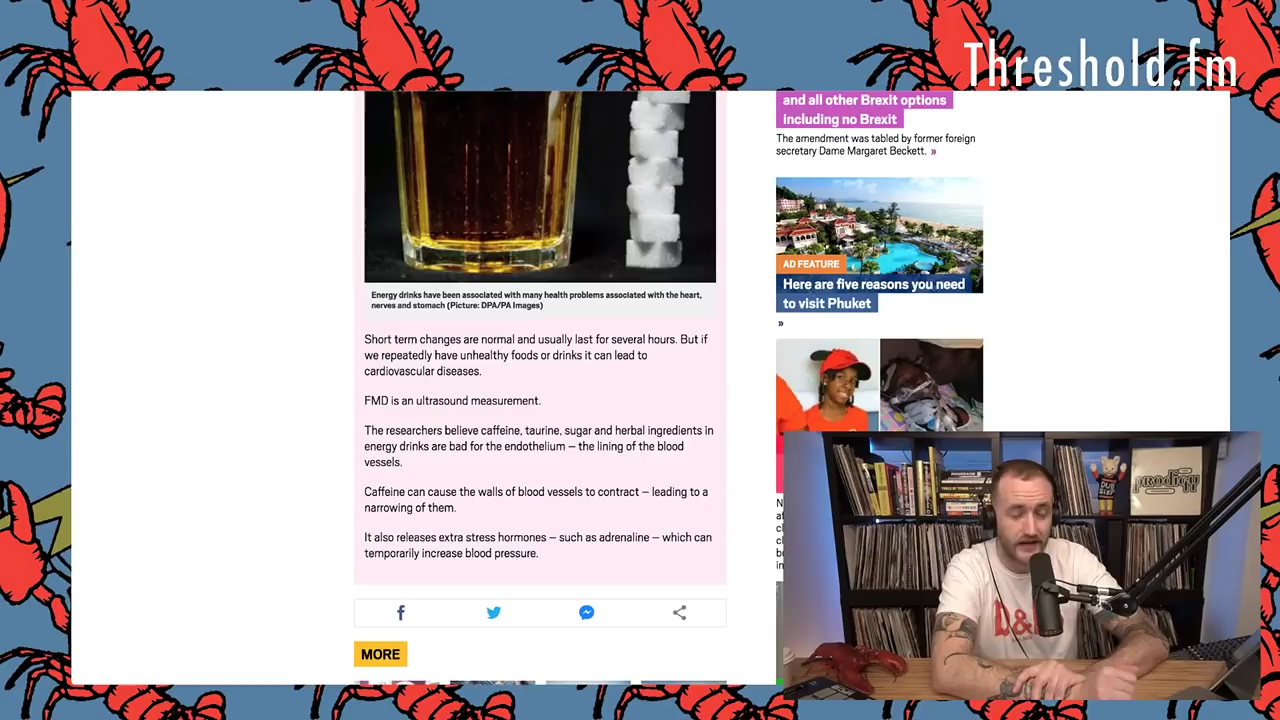 Threshold.fm
Energy drinks have been associated with many health problems associated with the heart,
nerves and stomach (Picture: DPA/PA Images)
Short term changes are normal and usually last for several hours. But if
we repeatedly have unhealthy foods or drinks it can lead to
cardiovascular diseases.
FMD is an ultrasound measurement.
The researchers believe caffeine, taurine, sugar and herbal ingredients in
energy drinks are bad for the endothelium – the lining of the blood
vessels.
Caffeine can cause the walls of blood vessels to contract – leading to a
narrowing of them.
It also releases extra stress hormones – such as adrenaline – which can
temporarily increase blood pressure.
MORE
and all other Brexit options
including no Brexit
The amendment was tabled by former foreign
secretary Dame Margaret Beckett. »
AD FEATURE
Here are five reasons you need
to visit Phuket
»
prodigy